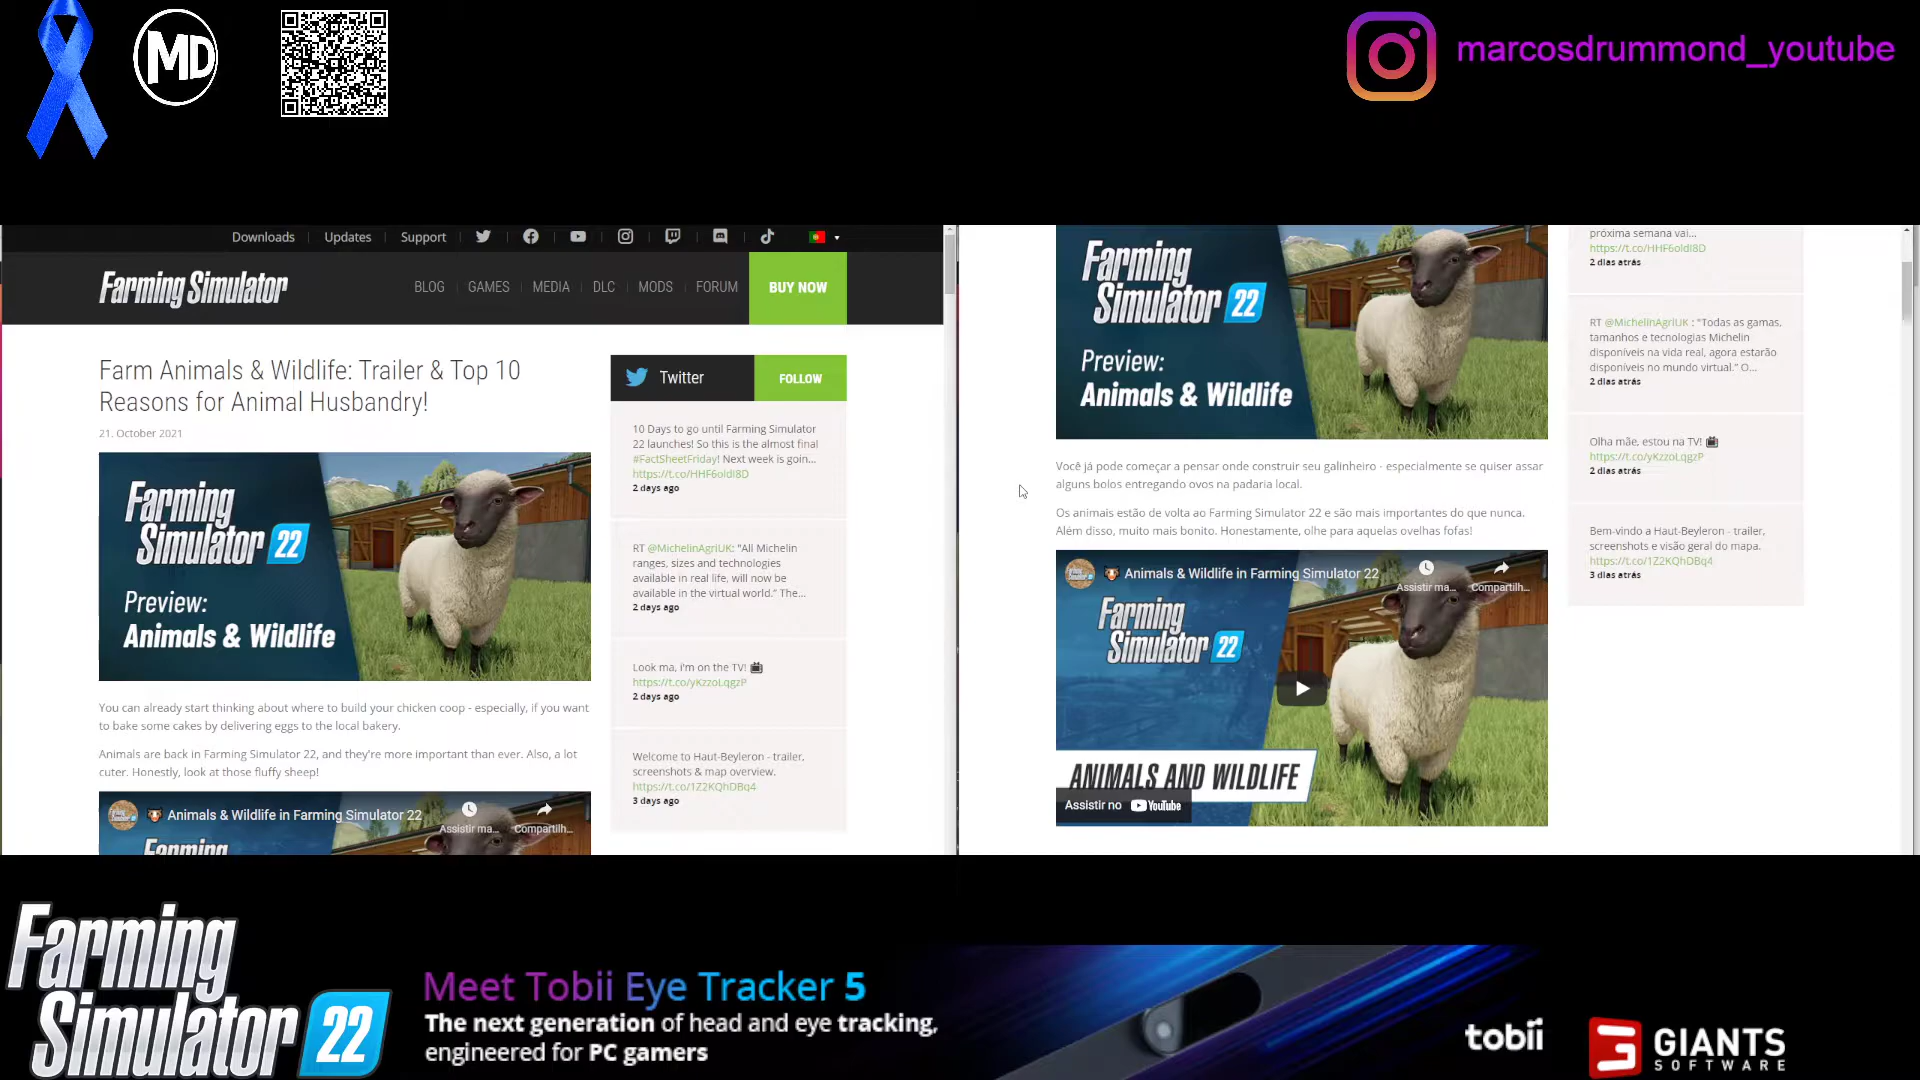 MD
marcosdrummond_youtube
Downloads
Updates
Support
Farming Simulator
BLOG
GAMES
MEDIA
DLC
MODS
FORUM
BUY NOW
Farm Animals & Wildlife: Trailer & Top 10
Reasons for Animal Husbandry!
21. October 2021
Farming
Simulator 22
Preview:
Animals & Wildlife
You can already start thinking about where to build your chicken coop - especially, if you want
to bake some cakes by delivering eggs to the local bakery.
Animals are back in Farming Simulator 22, and they're more important than ever. Also, a lot
cuter. Honestly, look at those fluffy sheep!
Animals & Wildlife in Farming Simulator 22
Assistir ma...
Compartilh...
Farming
Twitter
FOLLOW
10 Days to go until Farming Simulator
22 launches! So this is the almost final
#FactSheetFriday! Next week is goin...
https://t.co/HHF6oldI8D
2 days ago
RT @MichelinAgriUK: "All Michelin
ranges, sizes and technologies
available in real life, will now be
available in the virtual world.” The...
2 days ago
Look ma, i'm on the TV!
https://t.co/yKzzoLqgzP
2 days ago
Welcome to Haut-Beyleron - trailer,
screenshots & map overview.
https://t.co/1Z2KQhDBq4
3 days ago
Farming
Simulator 22
Preview:
Animals & Wildlife
Você já pode começar a pensar onde construir seu galinheiro - especialmente se quiser assar
alguns bolos entregando ovos na padaria local.
Os animais estão de volta ao Farming Simulator 22 e são mais importantes do que nunca.
Além disso, muito mais bonito. Honestamente, olhe para aquelas ovelhas fofas!
Animals & Wildlife in Farming Simulator 22
Assistir ma...
Compartilh...
Farming
Simulator 22
ANIMALS AND WILDLIFE
Assistir no YouTube
próxima semana vai...
https://t.co/HHF6oldI8D
2 dias atrás
RT @MichelinAgriUK : "Todas as gamas,
tamanhos e tecnologias Michelin
disponíveis na vida real, agora estarão
disponíveis no mundo virtual.” O...
2 dias atrás
Olha mãe, estou na TV!
https://t.co/yKzzoLqgzP
2 dias atrás
Bem-vindo a Haut-Beyleron - trailer,
screenshots e visão geral do mapa.
https://t.co/1Z2KQhDBq4
3 dias atrás
Farming
Simulator 22
Meet Tobii Eye Tracker 5
The next generation of head and eye tracking,
engineered for PC gamers
tobii
GIANTS
SOFTWARE